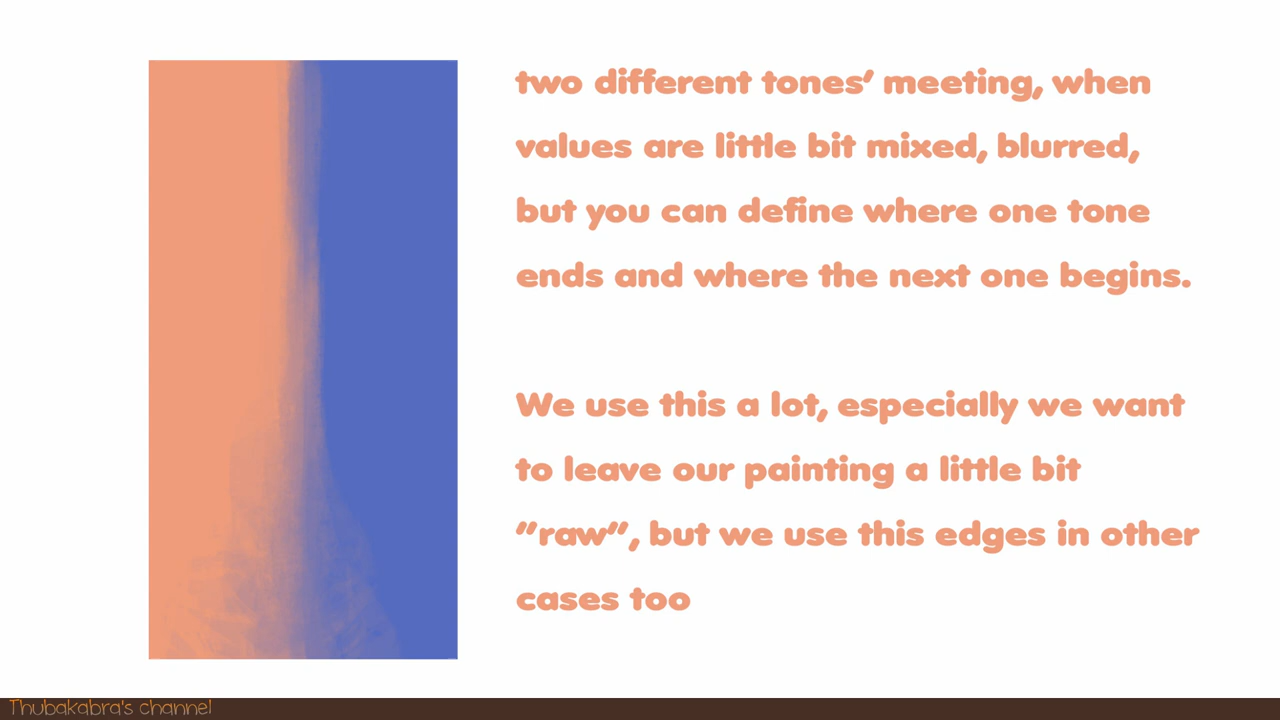 two different tones’ meeting, when
values are little bit mixed, blurred,
but you can define where one tone
ends and where the next one begins.
We use this a lot, especially we want
to leave our painting a little bit
”raw”, but we use this edges in other
cases too
Thubakabra's channel